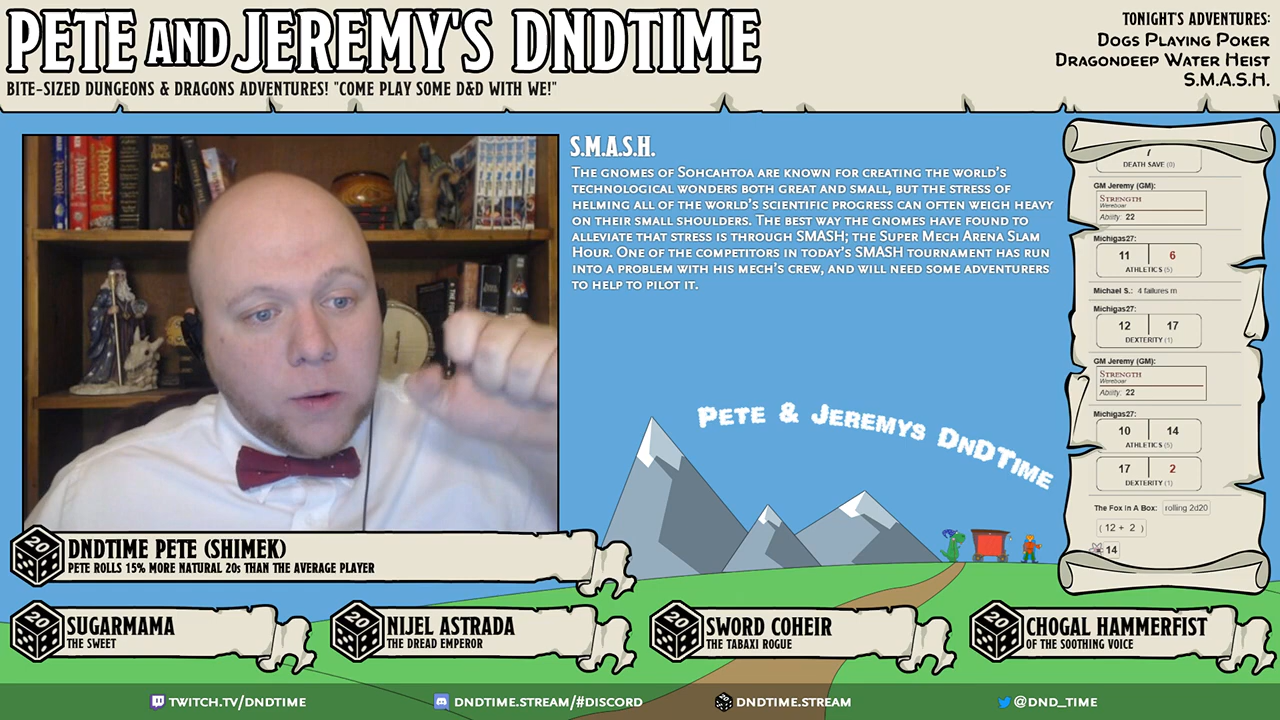 PETE AND JEREMY'S DNDTIME
BITE-SIZED DUNGEONS & DRAGONS ADVENTURES! "COME PLAY SOME D&D WITH WE!"
TONIGHT'S ADVENTURES:
DOGS PLAYING POKER
DRAGONDEEP WATER HEIST
S.M.A.S.H.
S.M.A.S.H.
THE GNOMES OF SOHCAHTOA ARE KNOWN FOR CREATING THE WORLD'S
TECHNOLOGICAL WONDERS BOTH GREAT AND SMALL, BUT THE STRESS OF
HELMING ALL OF THE WORLD'S SCIENTIFIC PROGRESS CAN OFTEN WEIGH HEAVY
ON THEIR SMALL SHOULDERS. THE BEST WAY THE GNOMES HAVE FOUND TO
ALLEVIATE THAT STRESS IS THROUGH SMASH; THE SUPER MECH ARENA SLAM
HOUR. ONE OF THE COMPETITORS IN TODAY'S SMASH TOURNAMENT HAS RUN
INTO A PROBLEM WITH HIS MECH'S CREW, AND WILL NEED SOME ADVENTURERS
TO HELP TO PILOT IT.
PETE & JEREMYS DNDTIME
DEATH SAVE (0)
GM Jeremy (GM):
STRENGTH
Wereboar
Ability: 22
Michigas27:
11 6
ATHLETICS (5)
Michael S.: 4 failures m
Michigas27:
12 17
DEXTERITY (1)
GM Jeremy (GM):
STRENGTH
Wereboar
Ability: 22
Michigas27:
10 14
ATHLETICS (5)
17 2
DEXTERITY (1)
The Fox In A Box: rolling 2d20
( 12 + 2 )
14
20
DNDTIME PETE (SHIMEK)
PETE ROLLS 15% MORE NATURAL 20S THAN THE AVERAGE PLAYER
20
SUGARMAMA
THE SWEET
20
NIJEL ASTRADA
THE DREAD EMPEROR
20
SWORD COHEIR
THE TABAXI ROGUE
20
CHOGAL HAMMERFIST
OF THE SOOTHING VOICE
TWITCH.TV/DNDTIME
DNDTIME.STREAM/#DISCORD
DNDTIME.STREAM
@DND_TIME